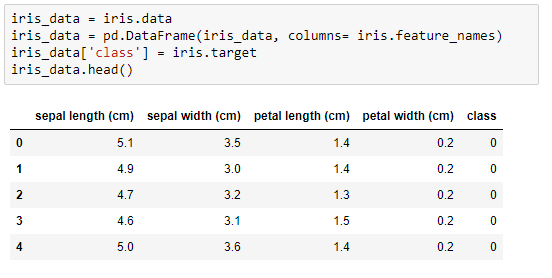 iris_data = iris.data
iris_data = pd.DataFrame(iris_data, columns= iris.feature_names)
iris_data['class'] = iris.target
iris_data.head()
sepal length (cm) sepal width (cm) petal length (cm) petal width (cm) class
0 5.1 3.5 1.4 0.2 0
1 4.9 3.0 1.4 0.2 0
2 4.7 3.2 1.3 0.2 0
3 4.6 3.1 1.5 0.2 0
4 5.0 3.6 1.4 0.2 0